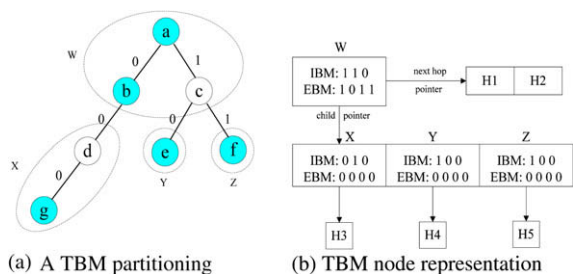 a
0
1
W
b
c
0
0
1
d
e
f
X
0
Y
Z
g
(a) A TBM partitioning
W
IBM: 1 1 0
EBM: 1 0 1 1
next hop
pointer
H1 H2
child pointer
X Y Z
IBM: 0 1 0 IBM: 1 0 0 IBM: 1 0 0
EBM: 0 0 0 0 EBM: 0 0 0 0 EBM: 0 0 0 0
H3 H4 H5
(b) TBM node representation